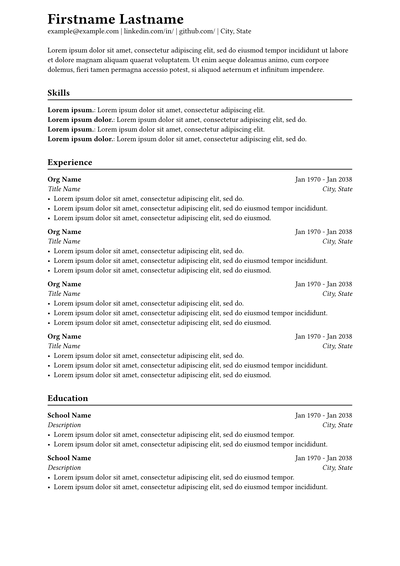 Firstname Lastname
example@example.com | linkedin.com/in/ | github.com/ | City, State
Lorem ipsum dolor sit amet, consectetur adipiscing elit, sed do eiusmod tempor incididunt ut labore
et dolore magnam aliquam quaerat voluptatem. Ut enim aeque doleamus animo, cum corpore
dolemus, fieri tamen permagna accessio potest, si aliquod aeternum et infinitum impendere.
Skills
Lorem ipsum.: Lorem ipsum dolor sit amet, consectetur adipiscing elit.
Lorem ipsum dolor.: Lorem ipsum dolor sit amet, consectetur adipiscing elit, sed do.
Lorem ipsum.: Lorem ipsum dolor sit amet, consectetur adipiscing elit.
Lorem ipsum dolor.: Lorem ipsum dolor sit amet, consectetur adipiscing elit, sed do.
Experience
Org Name Jan 1970 - Jan 2038
Title Name City, State
• Lorem ipsum dolor sit amet, consectetur adipiscing elit, sed do.
• Lorem ipsum dolor sit amet, consectetur adipiscing elit, sed do eiusmod tempor incididunt.
• Lorem ipsum dolor sit amet, consectetur adipiscing elit, sed do eiusmod.
Org Name Jan 1970 - Jan 2038
Title Name City, State
• Lorem ipsum dolor sit amet, consectetur adipiscing elit, sed do.
• Lorem ipsum dolor sit amet, consectetur adipiscing elit, sed do eiusmod tempor incididunt.
• Lorem ipsum dolor sit amet, consectetur adipiscing elit, sed do eiusmod.
Org Name Jan 1970 - Jan 2038
Title Name City, State
• Lorem ipsum dolor sit amet, consectetur adipiscing elit, sed do.
• Lorem ipsum dolor sit amet, consectetur adipiscing elit, sed do eiusmod tempor incididunt.
• Lorem ipsum dolor sit amet, consectetur adipiscing elit, sed do eiusmod.
Org Name Jan 1970 - Jan 2038
Title Name City, State
• Lorem ipsum dolor sit amet, consectetur adipiscing elit, sed do.
• Lorem ipsum dolor sit amet, consectetur adipiscing elit, sed do eiusmod tempor incididunt.
• Lorem ipsum dolor sit amet, consectetur adipiscing elit, sed do eiusmod.
Education
School Name Jan 1970 - Jan 2038
Description City, State
• Lorem ipsum dolor sit amet, consectetur adipiscing elit, sed do eiusmod tempor.
• Lorem ipsum dolor sit amet, consectetur adipiscing elit, sed do eiusmod tempor incididunt.
School Name Jan 1970 - Jan 2038
Description City, State
• Lorem ipsum dolor sit amet, consectetur adipiscing elit, sed do eiusmod tempor.
• Lorem ipsum dolor sit amet, consectetur adipiscing elit, sed do eiusmod tempor incididunt.